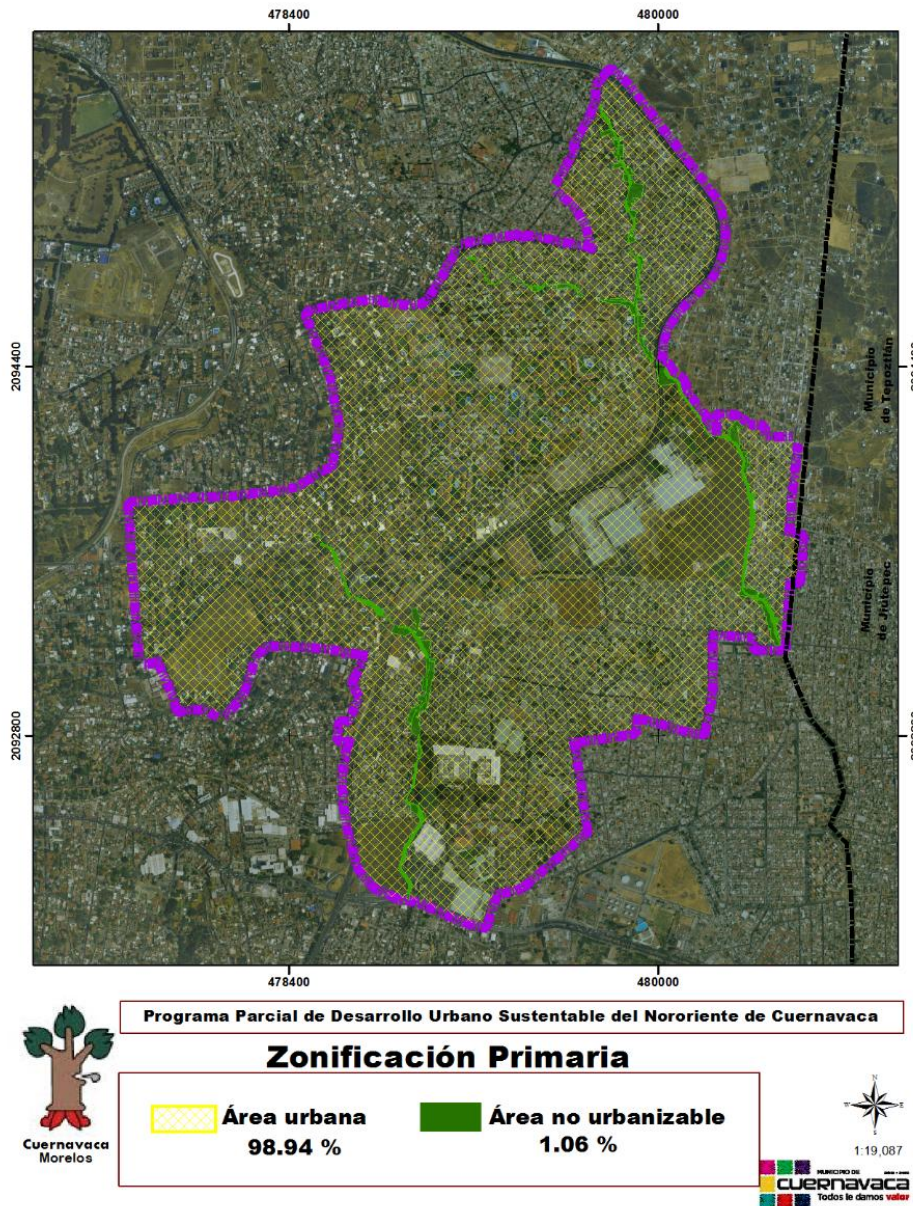 478400
480000
2094400
Municipio
de Tepoztlán
Municipio
de Jiutepec
2092800
478400
480000
Programa Parcial de Desarrollo Urbano Sustentable del Nororiente de Cuernavaca
Zonificación Primaria
Área urbana
98.94 %
Área no urbanizable
1.06 %
Cuernavaca
Morelos
N
W
E
S
1:19,087
MUNICIPIO DE
CUERNAVACA
Todos le damos valor